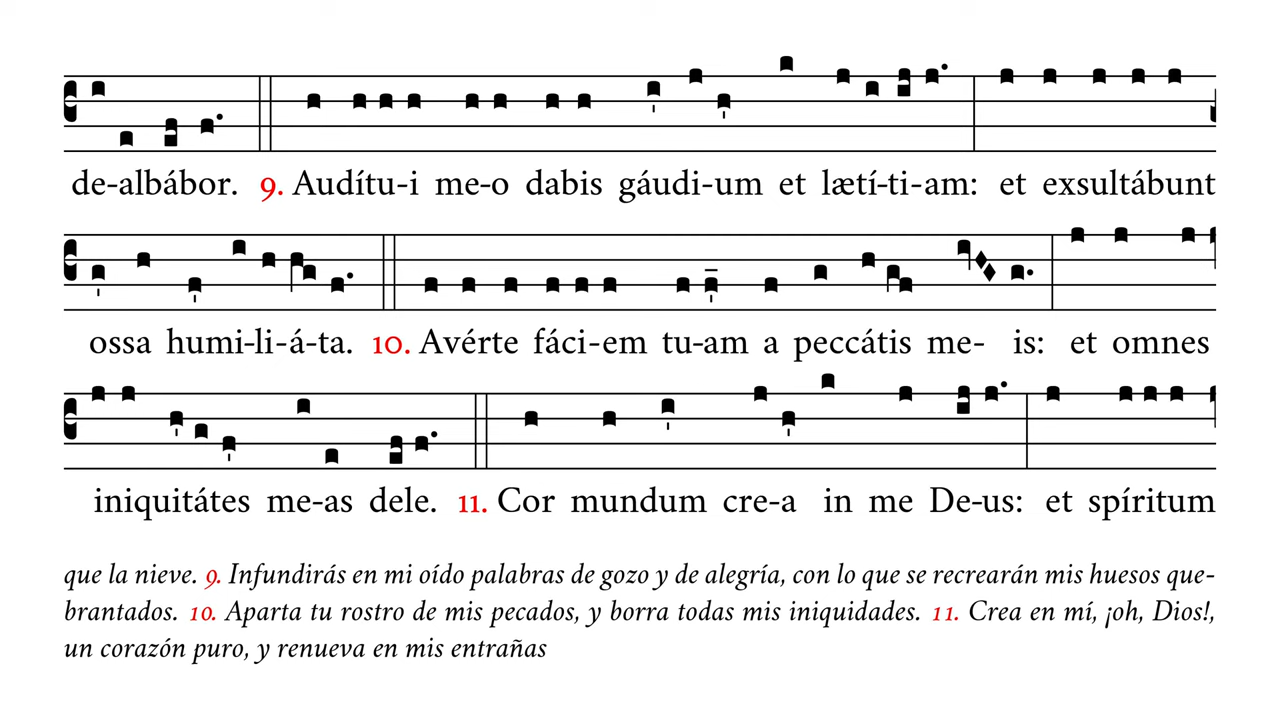 de-albábor. 9. Audítu-i me-o dabis gáudi-um et lætí-ti-am: et exsultábunt
ossa humi-li-á-ta. 10. Avérte fáci-em tu-am a peccátis me- is: et omnes
iniquitátes me-as dele. 11. Cor mundum cre-a in me De-us: et spíritum
que la nieve. 9. Infundirás en mi oído palabras de gozo y de alegría, con lo que se recrearán mis huesos que-
brantados. 10. Aparta tu rostro de mis pecados, y borra todas mis iniquidades. 11. Crea en mí, ¡oh, Dios!,
un corazón puro, y renueva en mis entrañas